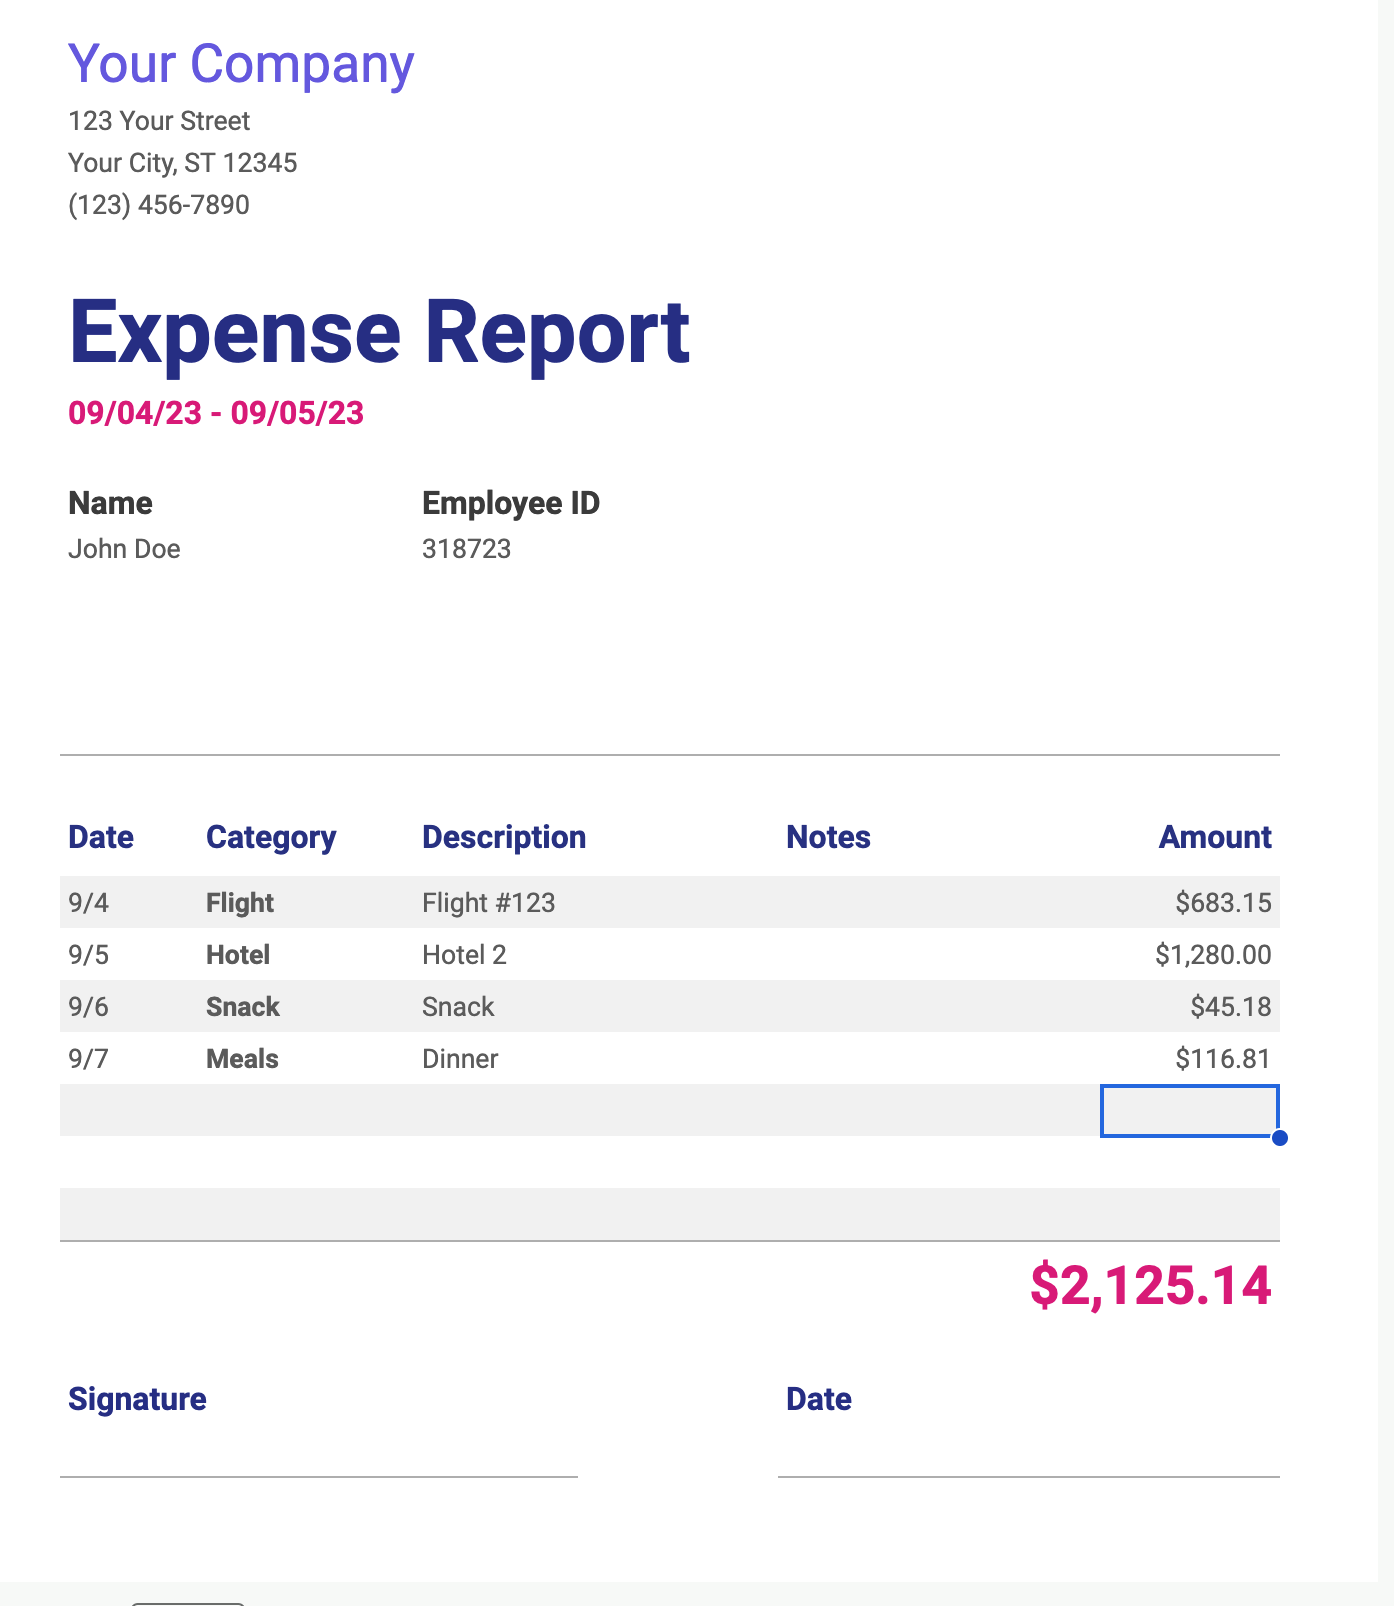 Your Company
123 Your Street
Your City, ST 12345
(123) 456-7890
Expense Report
09/04/23 - 09/05/23
Name Employee ID
John Doe 318723
Date Category Description Notes Amount
9/4 Flight Flight #123 $683.15
9/5 Hotel Hotel 2 $1,280.00
9/6 Snack Snack $45.18
9/7 Meals Dinner $116.81
$2,125.14
Signature Date